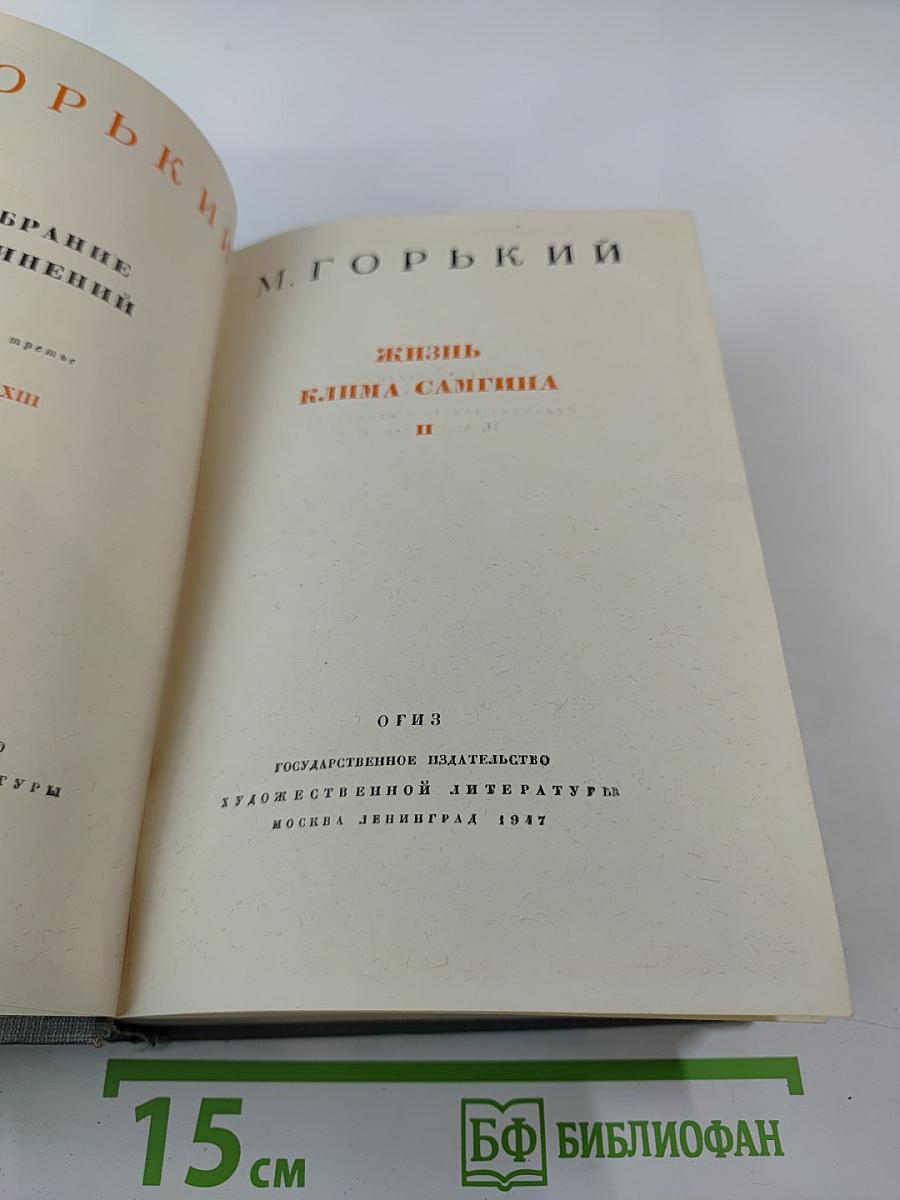 ОРЬКИЙ
БРАНИЕ
ИНЕНИЙ
третье
XIII
О
ТУРЫ
М. ГОРЬКИЙ
ЖИЗНЬ
КЛИМА САМГИНА
II
ОГИЗ
ГОСУДАРСТВЕННОЕ ИЗДАТЕЛЬСТВО
ХУДОЖЕСТВЕННОЙ ЛИТЕРАТУРЫ
МОСКВА ЛЕНИНГРАД 1947
15 см
БФ БИБЛИОФАН